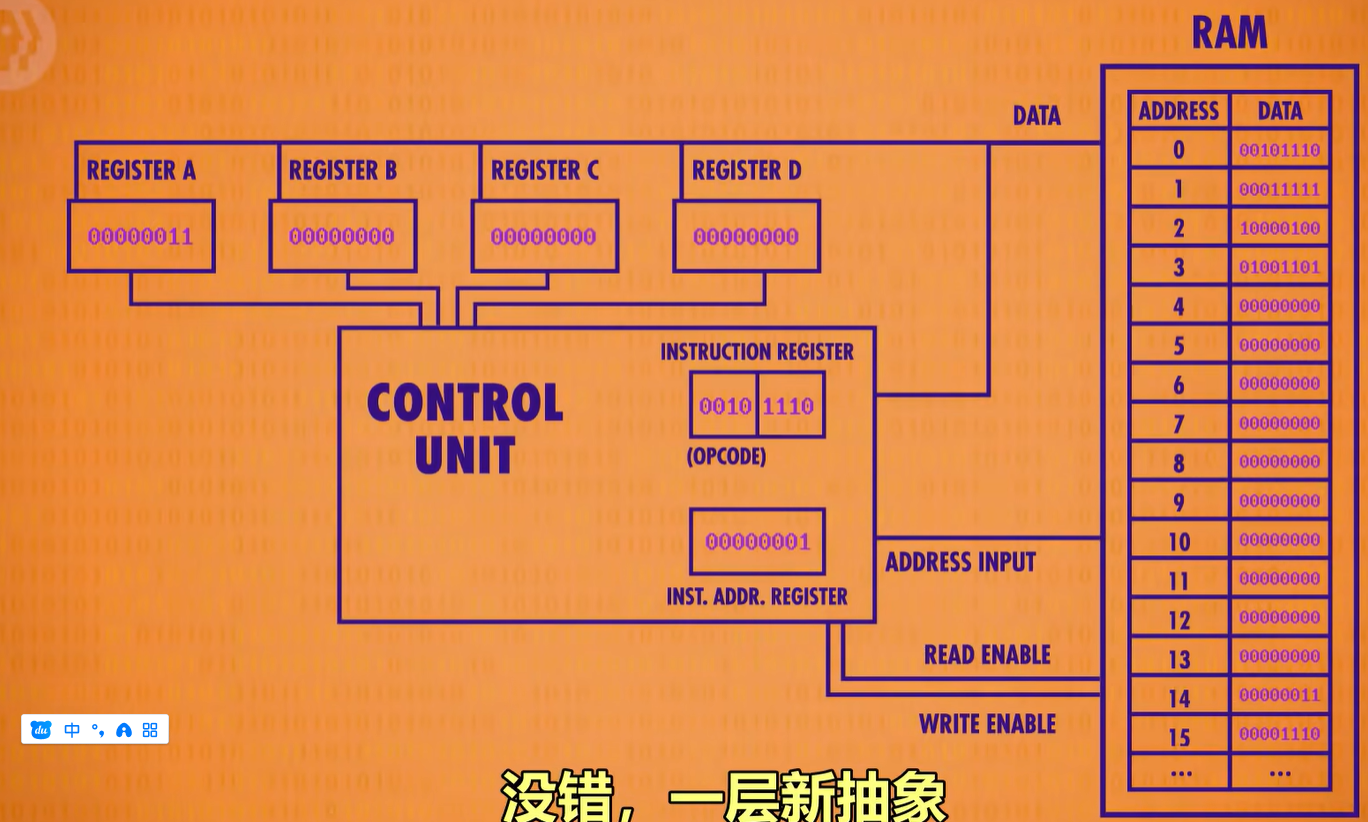 RAM
DATA
REGISTER A
REGISTER B
REGISTER C
REGISTER D
00000011
00000000
00000000
00000000
CONTROL
UNIT
INSTRUCTION REGISTER
0010 1110
(OPCODE)
00000001
INST. ADDR. REGISTER
ADDRESS INPUT
READ ENABLE
WRITE ENABLE
ADDRESS DATA
0 00101110
1 00011111
2 10000100
3 01001101
4 00000000
5 00000000
6 00000000
7 00000000
8 00000000
9 00000000
10 00000000
11 00000000
12 00000000
13 00000000
14 00000011
15 00001110
... ...
du 中 °,
没错，一层新抽象